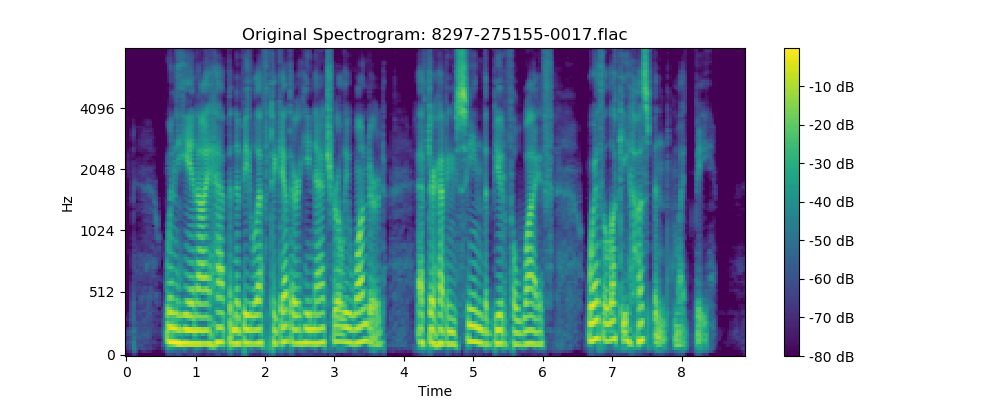 Original Spectrogram: 8297-275155-0017.flac
4096
2048
1024
512
0
Hz
0 1 2 3 4 5 6 7 8
Time
-10 dB
-20 dB
-30 dB
-40 dB
-50 dB
-60 dB
-70 dB
-80 dB